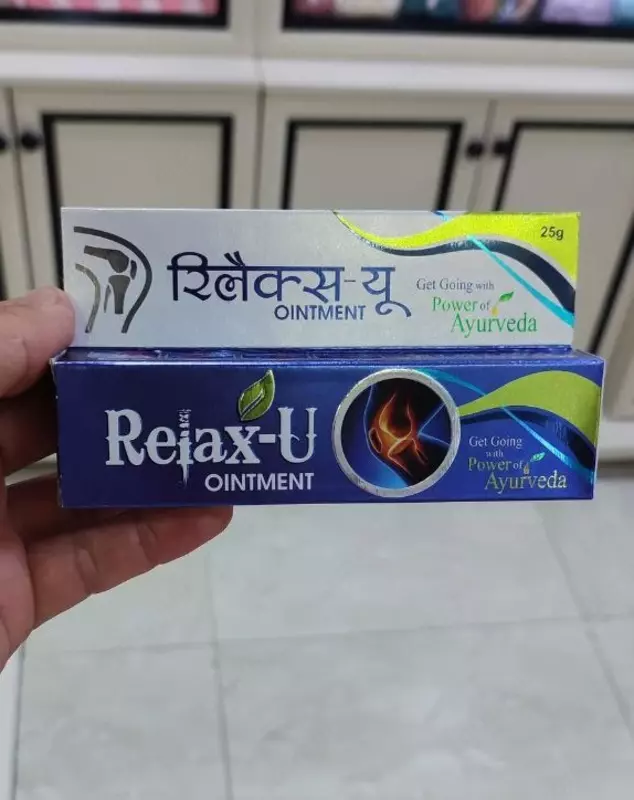 25g
रिलैक्स-यू
OINTMENT
Get Going with
Power of
Ayurveda
Relax-U
OINTMENT
Get Going
with
Power of
Ayurveda